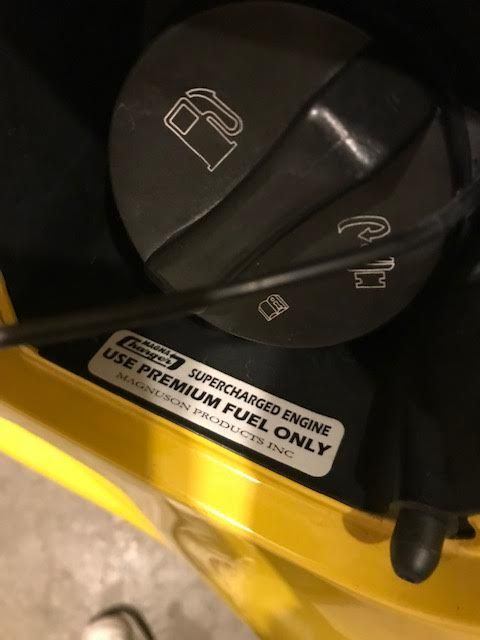 MAGNA
Charger
SUPERCHARGED ENGINE
USE PREMIUM FUEL ONLY
MAGNUSON PRODUCTS INC